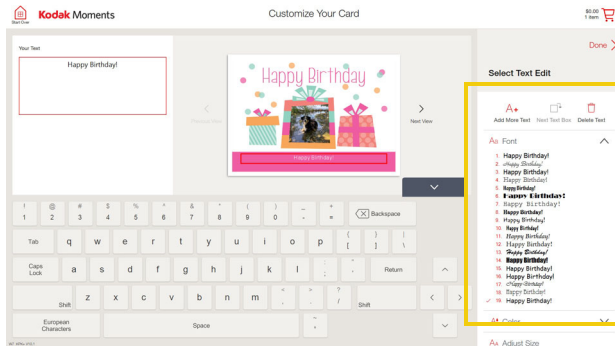 Start Over
Kodak Moments
Customize Your Card
$0.00
1 item
Done
Your Text
Happy Birthday!
Happy Birthday
Happy Birthday!
Previous View
Next View
Select Text Edit
Add More Text Next Text Box Delete Text
Aa Font
1. Happy Birthday!
2. Happy Birthday!
3. Happy Birthday!
4. Happy Birthday!
5. Happy Birthday!
6. Happy Birthday!
7. Happy Birthday!
8. Happy Birthday!
9. Happy Birthday!
10. Happy Birthday!
11. Happy Birthday!
12. Happy Birthday!
13. Happy Birthday!
14. Happy Birthday!
15. Happy Birthday!
16. Happy Birthday!
17. Happy Birthday!
18. Happy Birthday!
19. Happy Birthday!
Color
Aa Adjust Size
! @ # $ % ^ & * ( ) _ +
1 2 3 4 5 6 7 8 9 0 - = Backspace
Tab q w e r t y u i o p { [ } ] | \
Caps Lock a s d f g h j k l : ; " ' Return
Shift z x c v b n m < , > . ? / Shift
European Characters Space